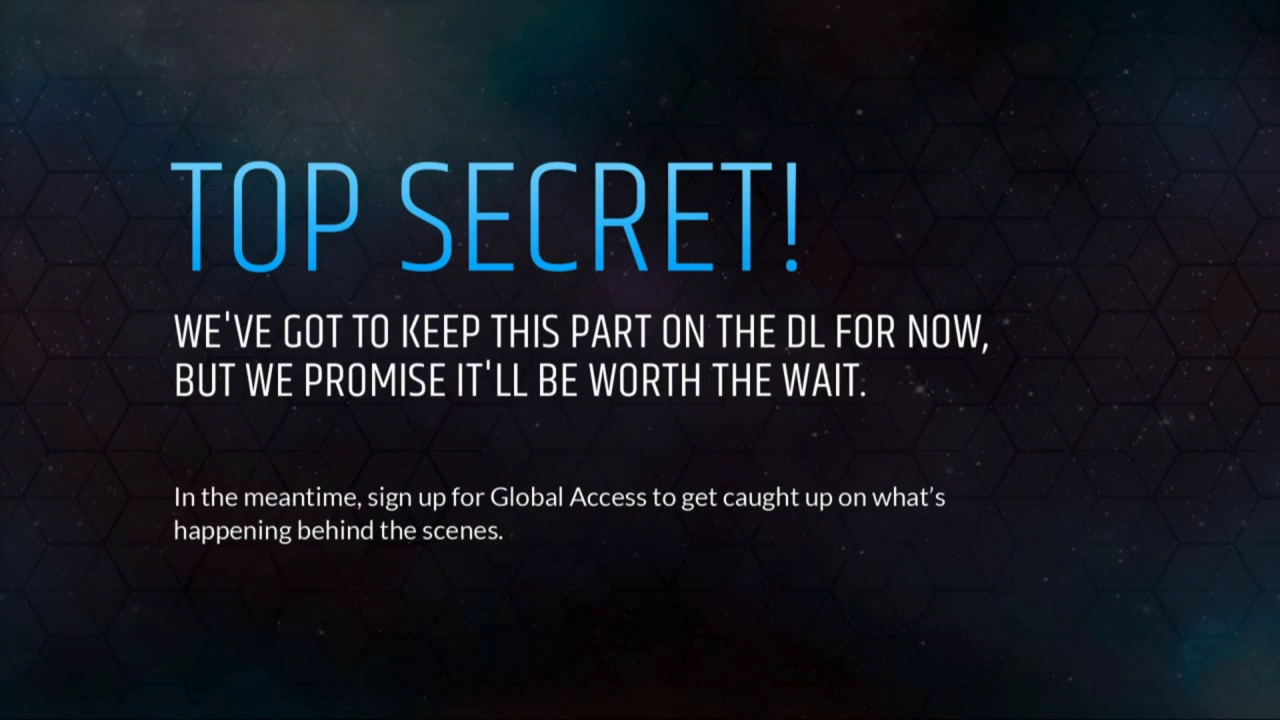 TOP SECRET!
WE'VE GOT TO KEEP THIS PART ON THE DL FOR NOW,
BUT WE PROMISE IT'LL BE WORTH THE WAIT.
In the meantime, sign up for Global Access to get caught up on what’s
happening behind the scenes.